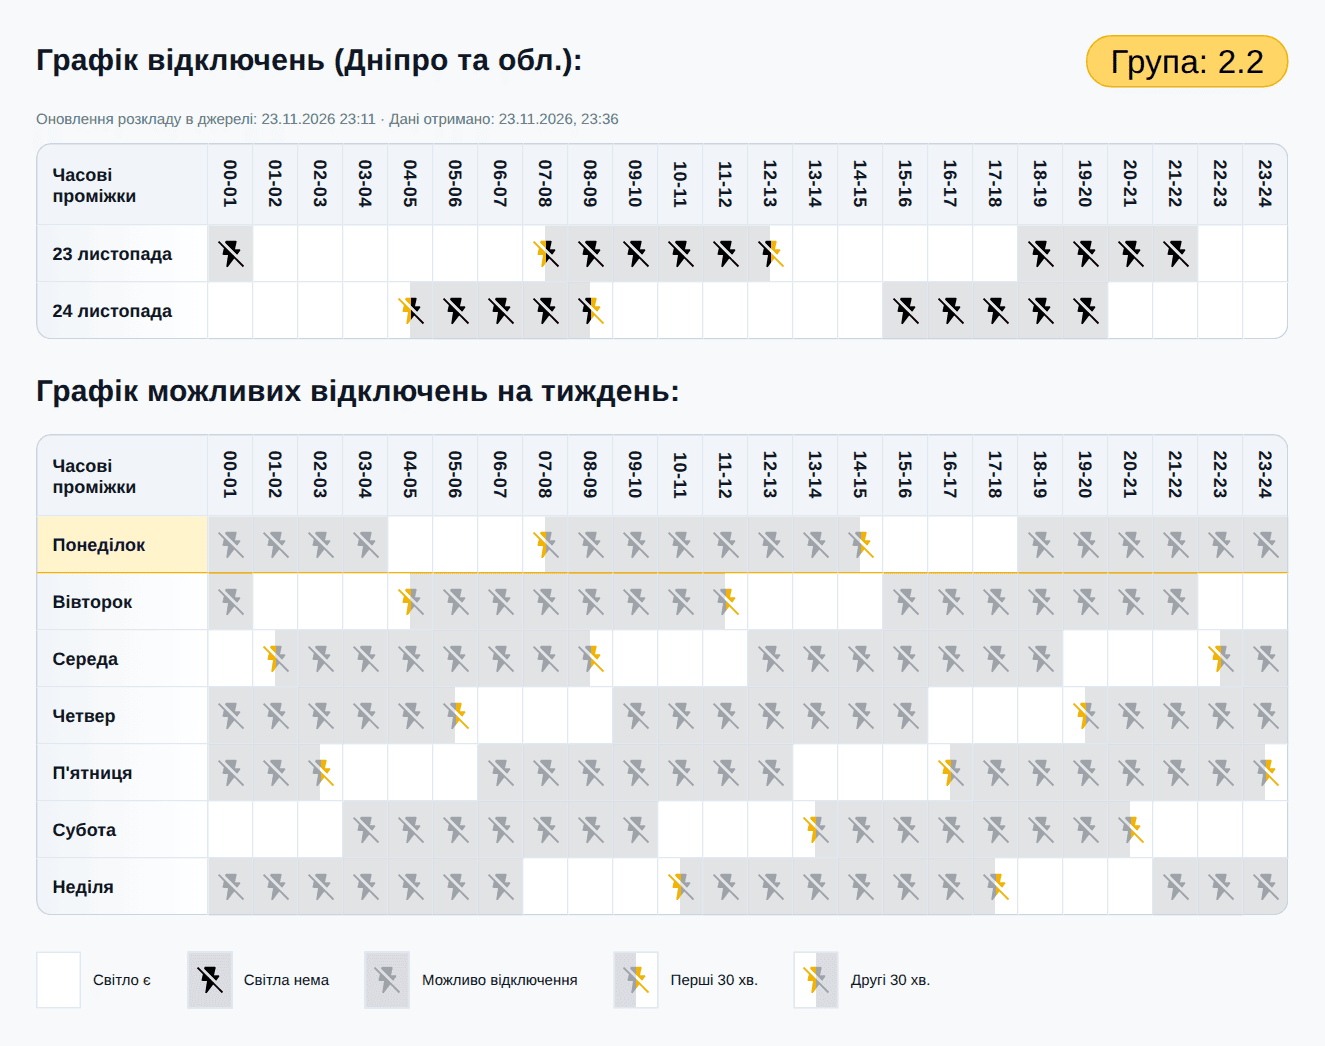 Графік відключень (Дніпро та обл.):
Група: 2.2
Оновлення розкладу в джерелі: 23.11.2026 23:11 · Дані отримано: 23.11.2026, 23:36
Часові проміжки 00-01 01-02 02-03 03-04 04-05 05-06 06-07 07-08 08-09 09-10 10-11 11-12 12-13 13-14 14-15 15-16 16-17 17-18 18-19 19-20 20-21 21-22 22-23 23-24
23 листопада
24 листопада
Графік можливих відключень на тиждень:
Часові проміжки 00-01 01-02 02-03 03-04 04-05 05-06 06-07 07-08 08-09 09-10 10-11 11-12 12-13 13-14 14-15 15-16 16-17 17-18 18-19 19-20 20-21 21-22 22-23 23-24
Понеділок
Вівторок
Середа
Четвер
П'ятниця
Субота
Неділя
Світло є Світла нема Можливо відключення Перші 30 хв. Другі 30 хв.